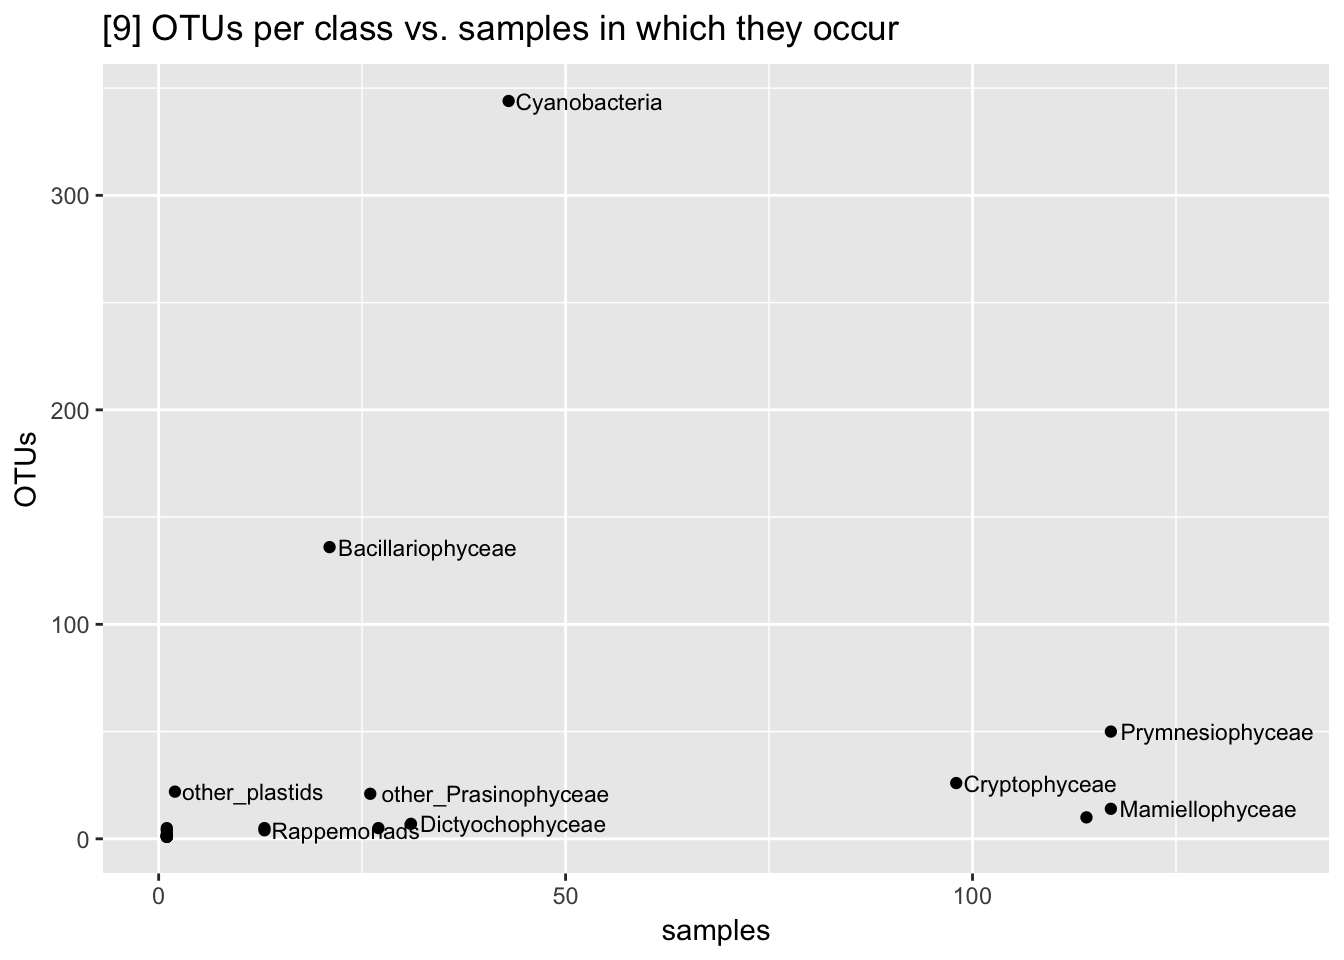 [9] OTUs per class vs. samples in which they occur
Cyanobacteria
300
200
OTUs
Bacillariophyceae
100
Prymnesiophyceae
Cryptophyceae
other_plastids
other_Prasinophyceae
Mamiellophyceae
Dictyochophyceae
Rappemonads
0
0 50 100
samples